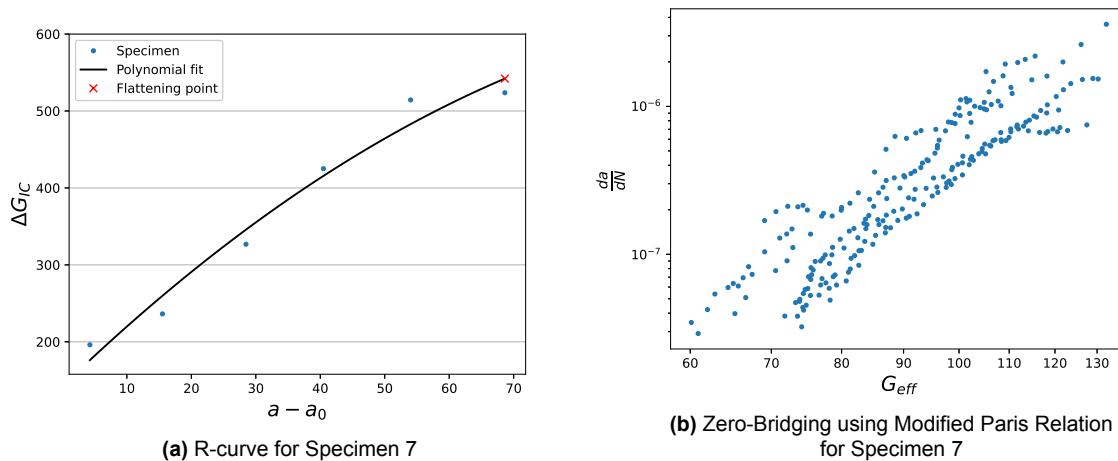 600
500
400
300
200
ΔG_IC
Specimen
Polynomial fit
Flattening point
10 20 30 40 50 60 70
a − a₀
(a) R-curve for Specimen 7
10⁻⁶
10⁻⁷
da/dN
60 70 80 90 100 110 120 130
G_eff
(b) Zero-Bridging using Modified Paris Relation
for Specimen 7